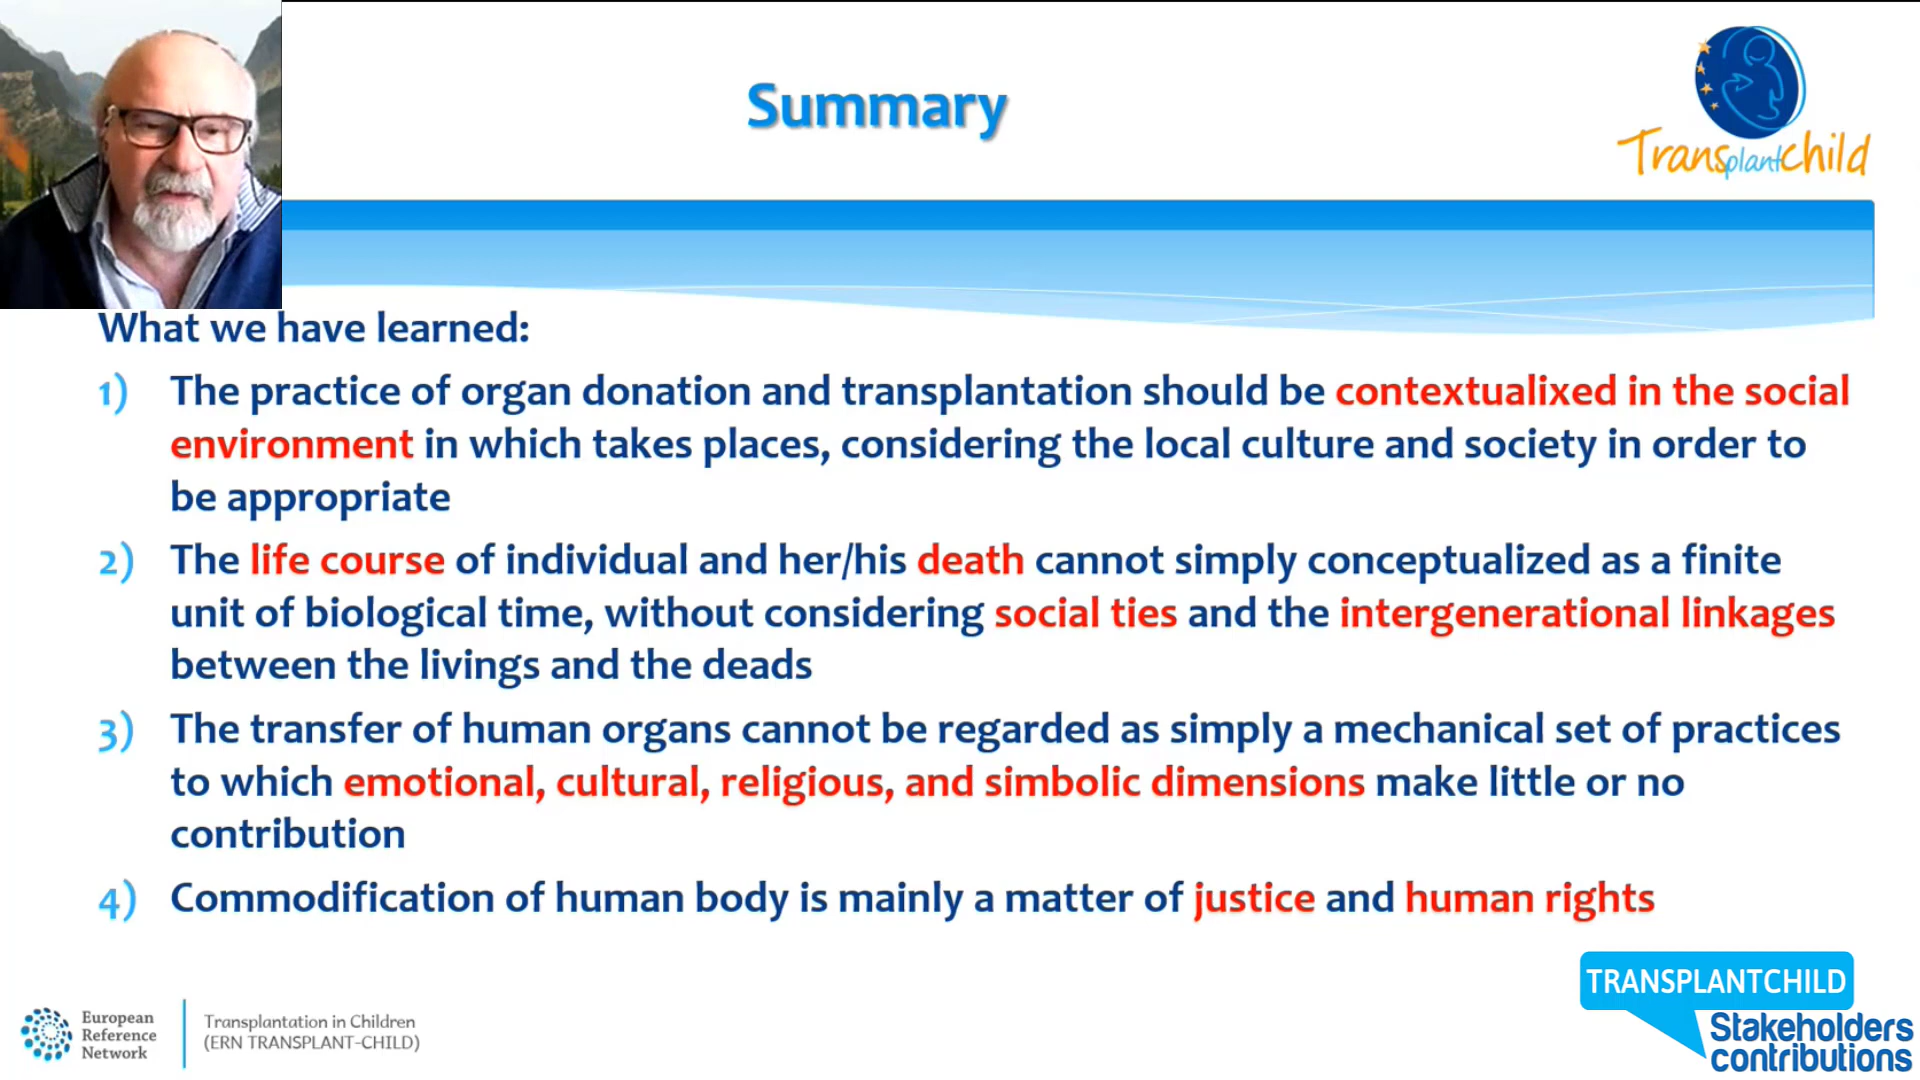 Summary
Transplantchild
What we have learned:
1) The practice of organ donation and transplantation should be contextualixed in the social
environment in which takes places, considering the local culture and society in order to
be appropriate
2) The life course of individual and her/his death cannot simply conceptualized as a finite
unit of biological time, without considering social ties and the intergenerational linkages
between the livings and the deads
3) The transfer of human organs cannot be regarded as simply a mechanical set of practices
to which emotional, cultural, religious, and simbolic dimensions make little or no
contribution
4) Commodification of human body is mainly a matter of justice and human rights
European
Reference
Network
Transplantation in Children
(ERN TRANSPLANT-CHILD)
TRANSPLANTCHILD
Stakeholders
contributions